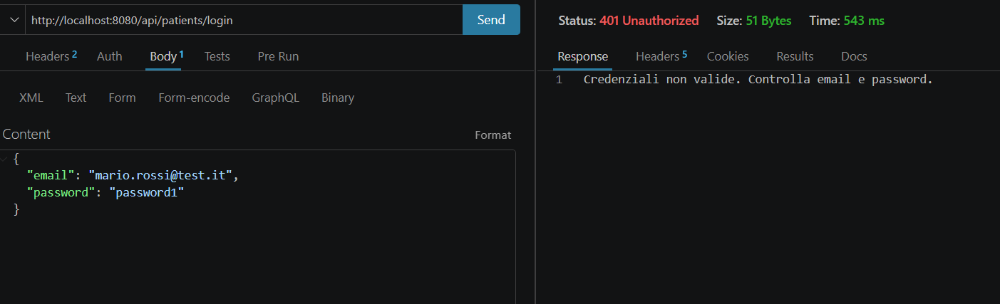 http://localhost:8080/api/patients/login
Send
Headers 2
Auth
Body 1
Tests
Pre Run
XML
Text
Form
Form-encode
GraphQL
Binary
Content
Format
{
"email": "mario.rossi@test.it",
"password": "password1"
}
Status: 401 Unauthorized
Size: 51 Bytes
Time: 543 ms
Response
Headers 5
Cookies
Results
Docs
1 Credenziali non valide. Controlla email e password.